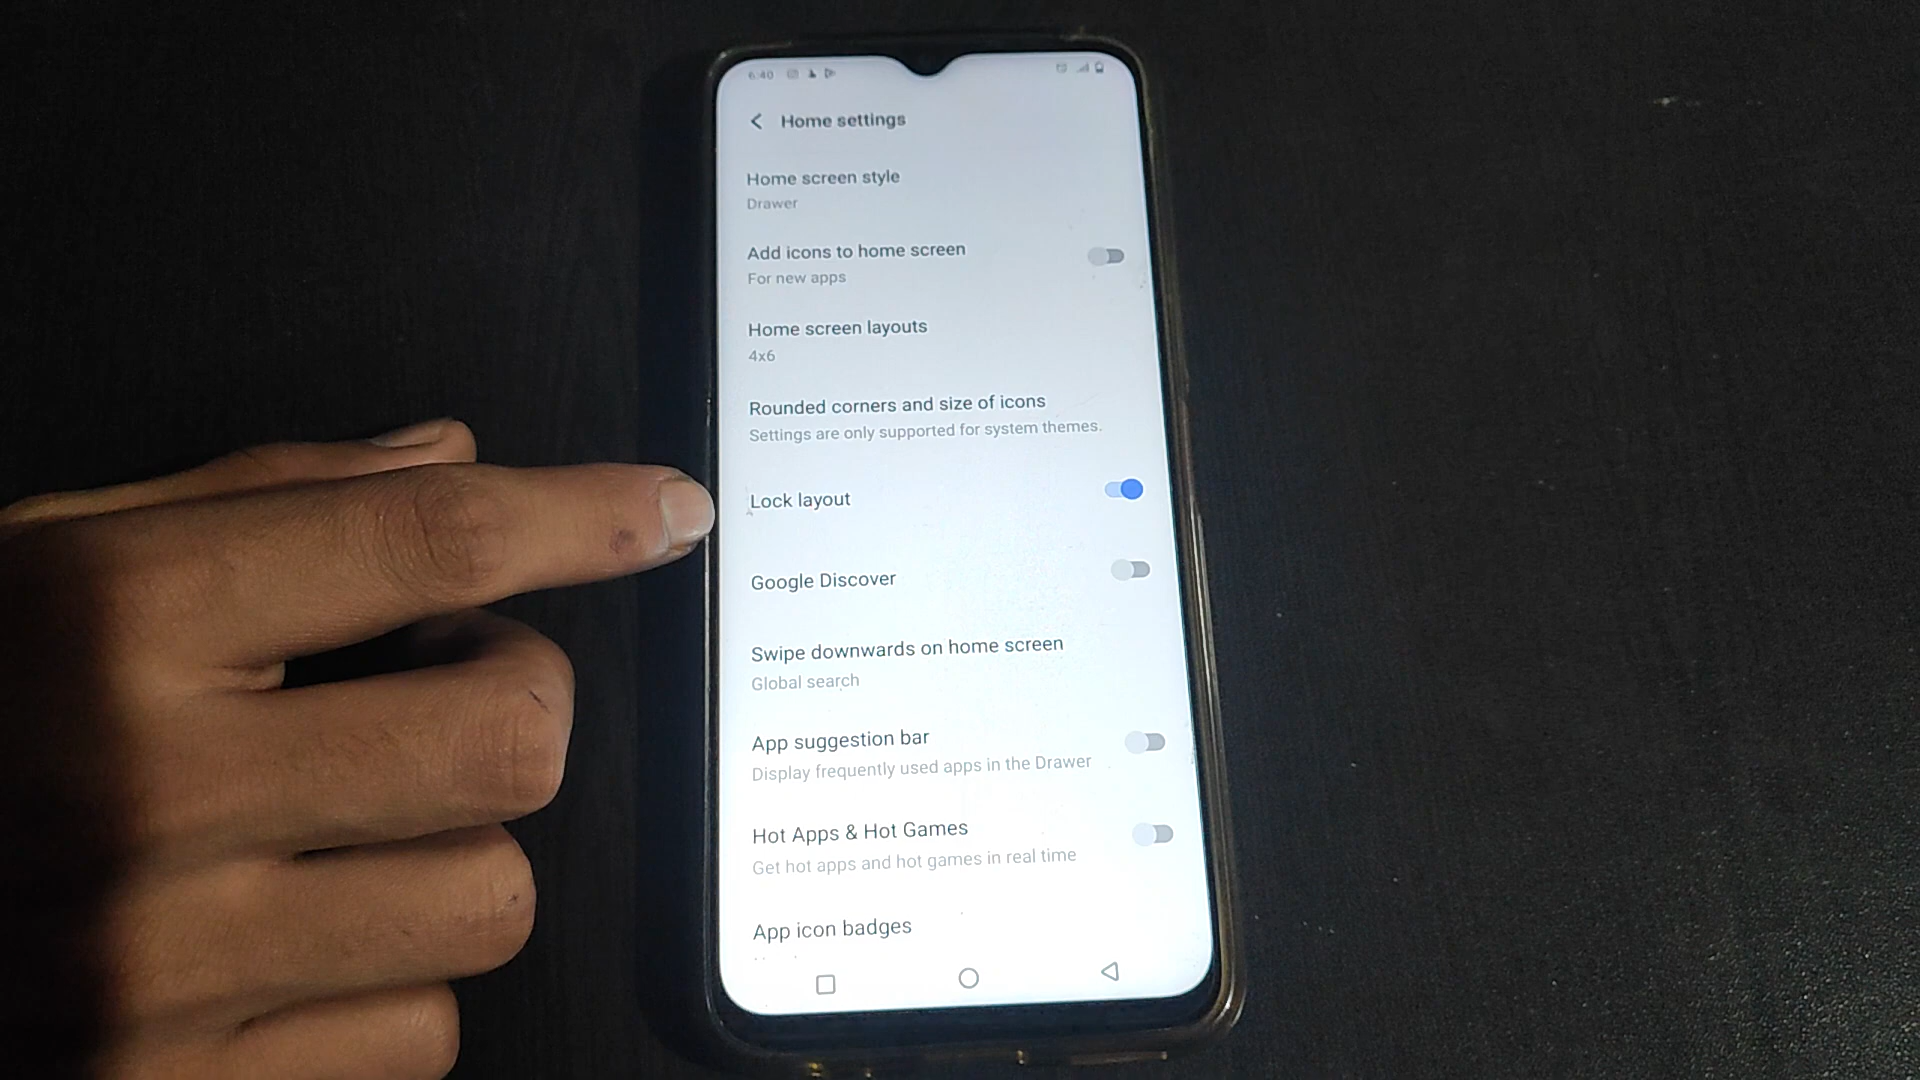 6:40
Home settings
Home screen style
Drawer
Add icons to home screen
For new apps
Home screen layouts
4x6
Rounded corners and size of icons
Settings are only supported for system themes.
Lock layout
Google Discover
Swipe downwards on home screen
Global search
App suggestion bar
Display frequently used apps in the Drawer
Hot Apps & Hot Games
Get hot apps and hot games in real time
App icon badges